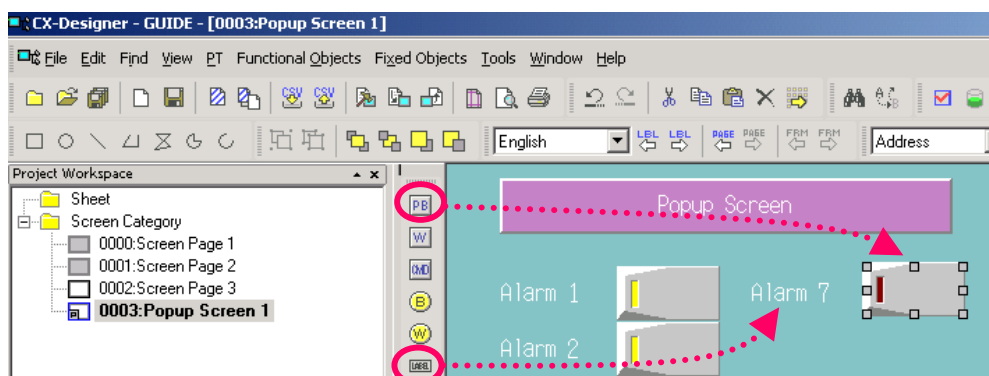 CX-Designer - GUIDE - [0003:Popup Screen 1]
File Edit Find View PT Functional Objects Fixed Objects Tools Window Help
CSV CSV
English LBL LBL PAGE PAGE FRM FRM Address
Project Workspace
Sheet
Screen Category
0000:Screen Page 1
0001:Screen Page 2
0002:Screen Page 3
0003:Popup Screen 1
PB
W
CMD
B
W
LABEL
Popup Screen
Alarm 1 Alarm 7
Alarm 2